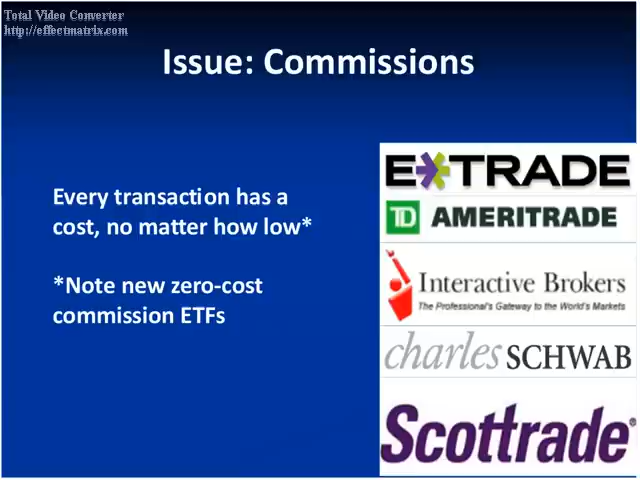 Total Video Converter
http://effectmatrix.com
Issue: Commissions
Every transaction has a
cost, no matter how low*
*Note new zero-cost
commission ETFs
E*TRADE
TD AMERITRADE
Interactive Brokers
The Professional's Gateway to the World's Markets
charles SCHWAB
Scottrade®